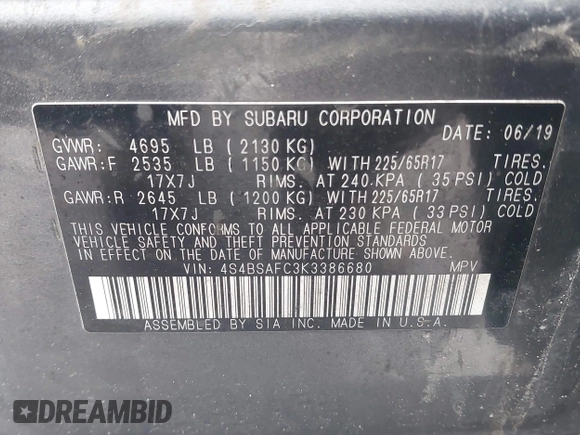 MFD BY SUBARU CORPORATION
GVWR: 4695 LB ( 2130 KG) DATE: 06/19
GAWR:F 2535 LB ( 1150 KG) WITH 225/65R17 TIRES.
17X7J RIMS. AT 240 KPA ( 35 PSI) COLD
GAWR:R 2645 LB ( 1200 KG) WITH 225/65R17 TIRES.
17X7J RIMS. AT 230 KPA ( 33 PSI) COLD
THIS VEHICLE CONFORMS TO ALL APPLICABLE FEDERAL MOTOR
VEHICLE SAFETY AND THEFT PREVENTION STANDARDS
IN EFFECT ON THE DATE OF MANUFACTURE SHOWN ABOVE.
VIN: 4S4BSAFC3K3386680 MPV
ASSEMBLED BY SIA INC. MADE IN U.S.A.
DREAMBID